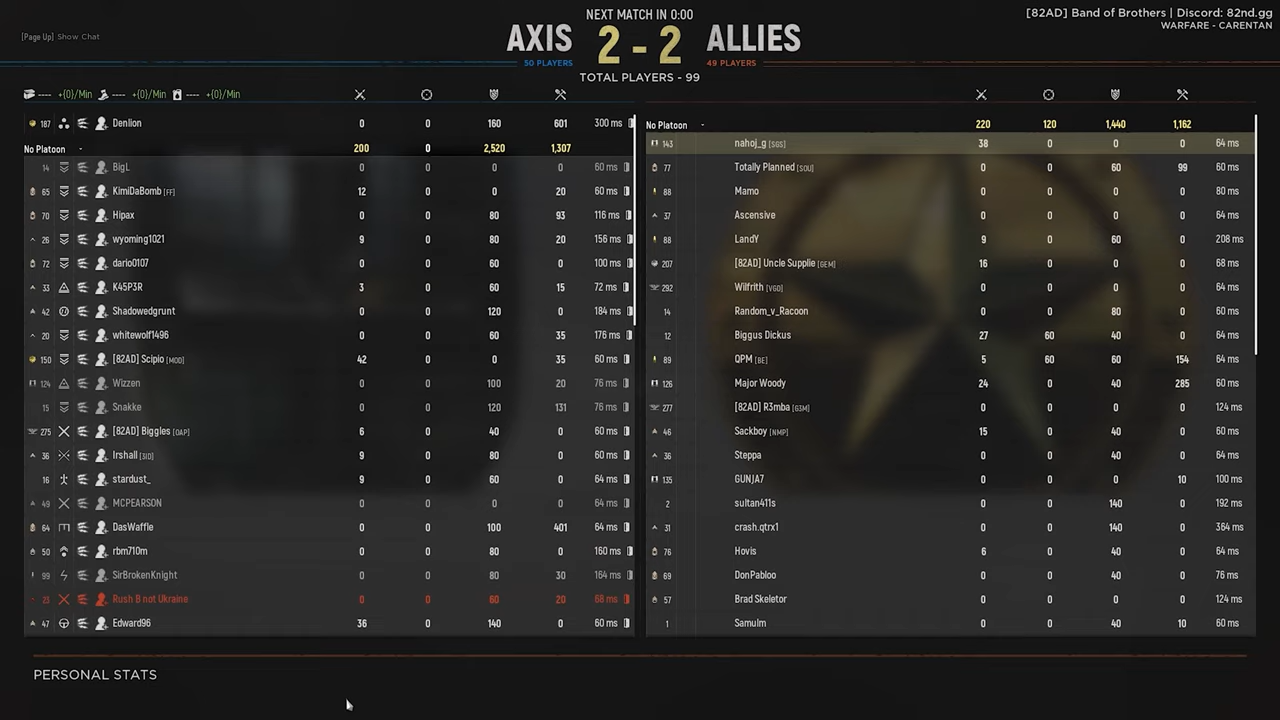 NEXT MATCH IN 0:00
[82AD] Band of Brothers | Discord: 82nd.gg
WARFARE - CARENTAN
[Page Up] Show Chat
AXIS 2 - 2 ALLIES
50 PLAYERS 49 PLAYERS
TOTAL PLAYERS - 99
---- +{0}/Min ---- +{0}/Min ---- +{0}/Min
187 Denlion 0 0 160 601 300 ms
No Platoon - 200 0 2,520 1,307
14 BigL 0 0 0 0 60 ms
65 KimiDaBomb [FF] 12 0 0 20 60 ms
70 Hipax 0 0 80 93 116 ms
26 wyoming1021 9 0 80 20 156 ms
72 dario0107 0 0 60 0 100 ms
33 K45P3R 3 0 60 15 72 ms
42 Shadowedgrunt 0 0 120 0 184 ms
20 whitewolf1496 0 0 60 35 176 ms
150 [82AD] Scipio [MOD] 42 0 0 35 60 ms
124 Wizzen 0 0 100 20 76 ms
15 Snakke 0 0 120 131 76 ms
275 [82AD] Biggles [OAP] 6 0 40 0 60 ms
36 Irshall [3ID] 9 0 80 0 60 ms
16 stardust_ 9 0 60 0 64 ms
49 MCPEARSON 0 0 0 0 64 ms
64 DasWaffle 0 0 100 401 64 ms
50 rbm710m 0 0 80 0 160 ms
99 SirBrokenKnight 0 0 80 30 164 ms
23 Rush B not Ukraine 0 0 60 20 68 ms
47 Edward96 36 0 140 0 60 ms
No Platoon - 220 120 1,440 1,162
143 nahoj_g [SGS] 38 0 0 0 64 ms
77 Totally Planned [SOU] 0 0 60 99 60 ms
88 Mamo 0 0 0 0 80 ms
37 Ascensive 0 0 0 0 64 ms
88 LandY 9 0 60 0 208 ms
207 [82AD] Uncle Supplie [GEM] 16 0 0 0 68 ms
292 Wilfrith [VGD] 0 0 0 0 64 ms
14 Random_v_Racoon 0 0 80 0 60 ms
12 Biggus Dickus 27 60 40 0 64 ms
89 QPM [BE] 5 60 60 154 64 ms
126 Major Woody 24 0 40 285 60 ms
277 [82AD] R3mba [G3M] 0 0 0 0 124 ms
46 Sackboy [NMP] 15 0 40 0 64 ms
36 Steppa 0 0 40 0 64 ms
135 GUNJA7 0 0 0 10 100 ms
2 sultan411s 0 0 140 0 192 ms
31 crash.qtrx1 0 0 140 0 364 ms
76 Hovis 6 0 40 0 64 ms
69 DonPabloo 0 0 40 0 76 ms
57 Brad Skeletor 0 0 0 0 124 ms
1 Samulm 0 0 40 10 60 ms
PERSONAL STATS